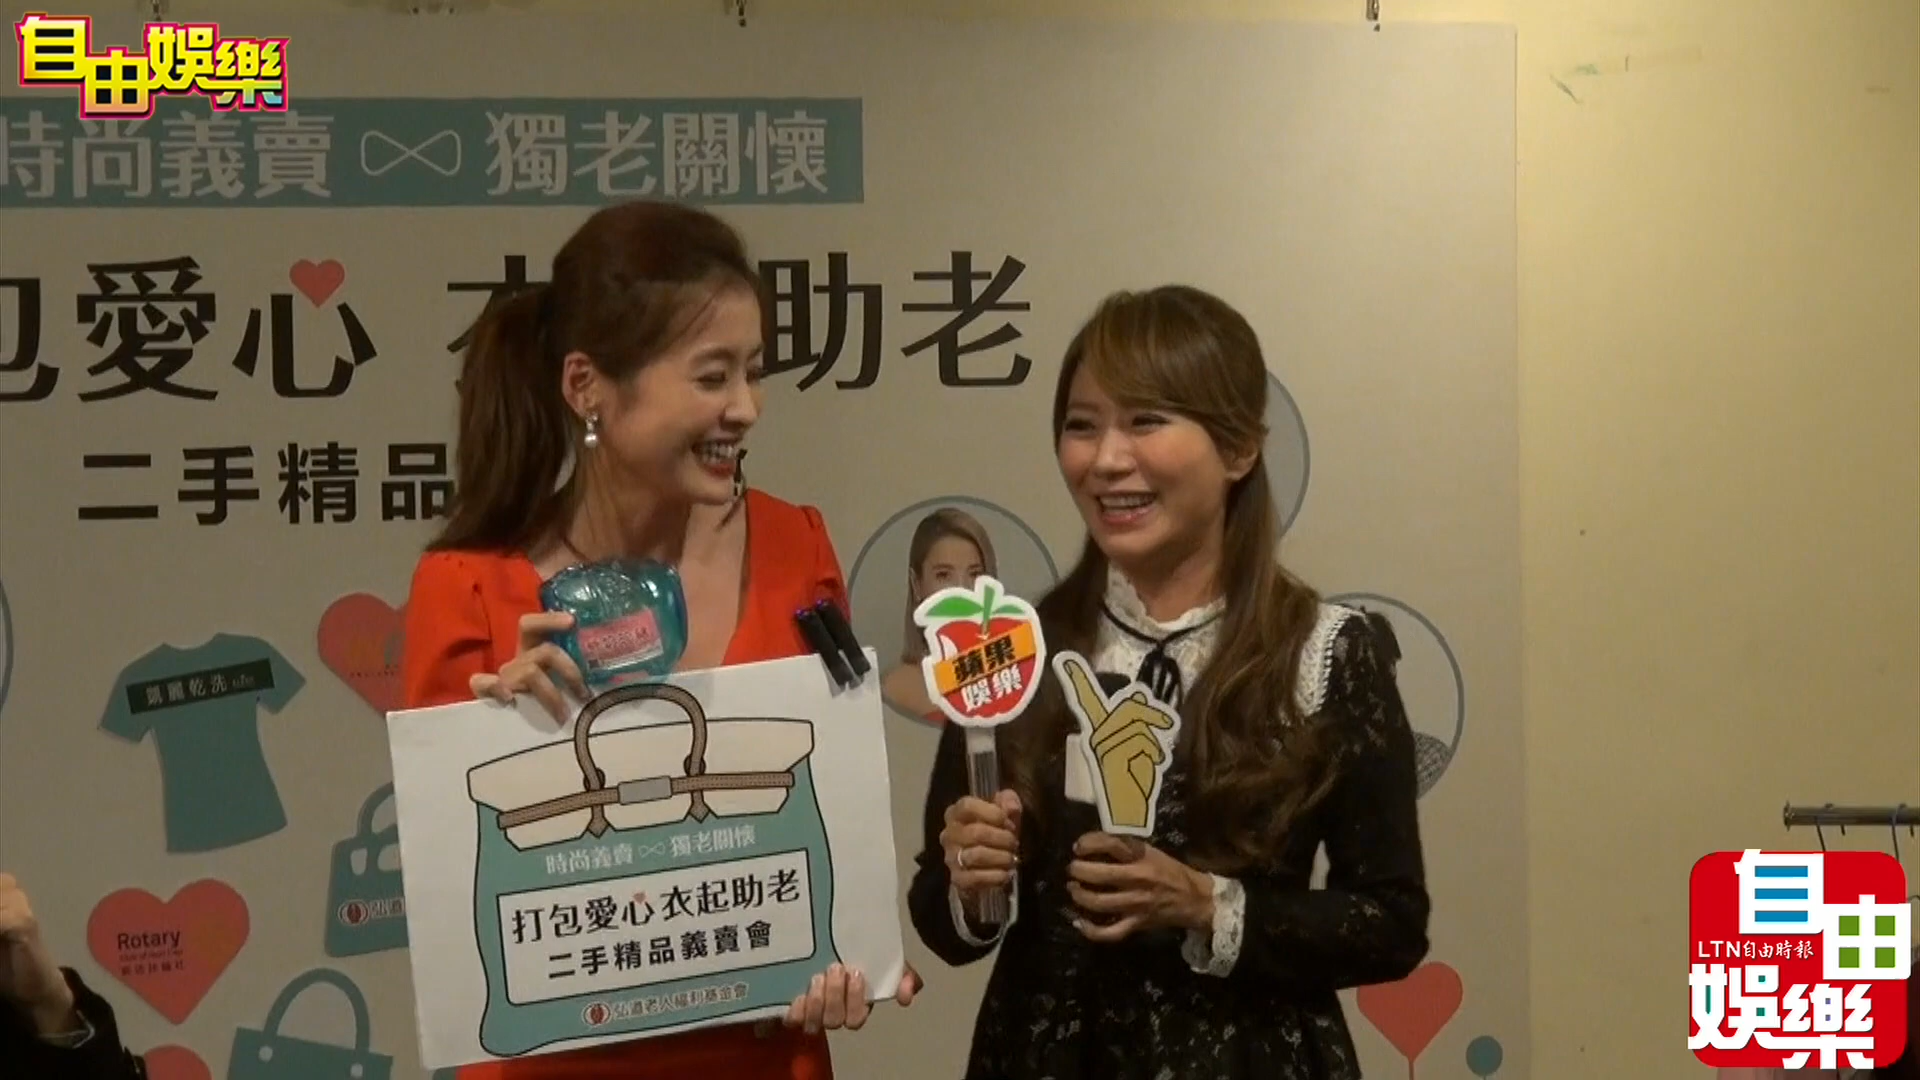 自由娛樂
時尚義賣 獨老關懷
包愛心 衣 助老
二手精品
凱麗乾洗
Rotary
弘道
蘋果
娛樂
時尚義賣 獨老關懷
打包愛心 衣起助老
二手精品義賣會
弘道老人福利基金會
LTN自由時報
自由
娛樂